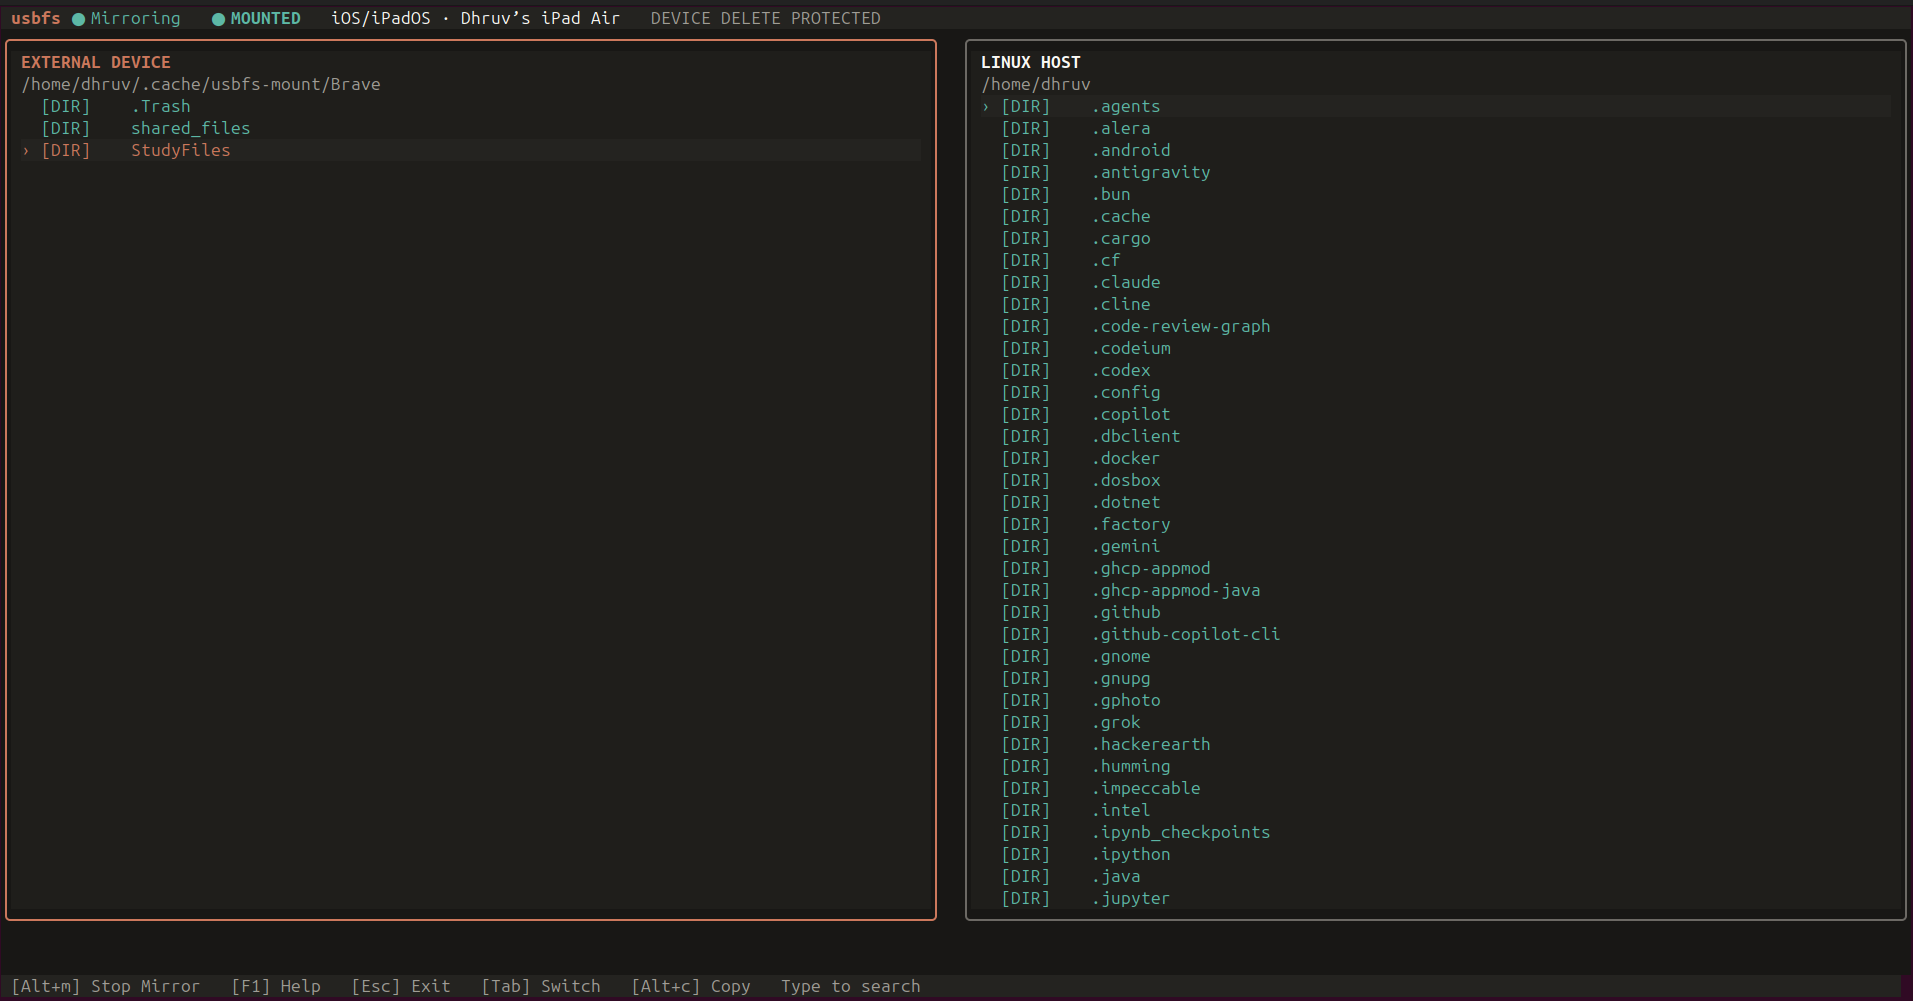 usbfs ● Mirroring ● MOUNTED iOS/iPadOS · Dhruv’s iPad Air DEVICE DELETE PROTECTED
EXTERNAL DEVICE
/home/dhruv/.cache/usbfs-mount/Brave
[DIR] .Trash
[DIR] shared_files
› [DIR] StudyFiles
LINUX HOST
/home/dhruv
› [DIR] .agents
[DIR] .alera
[DIR] .android
[DIR] .antigravity
[DIR] .bun
[DIR] .cache
[DIR] .cargo
[DIR] .cf
[DIR] .claude
[DIR] .cline
[DIR] .code-review-graph
[DIR] .codeium
[DIR] .codex
[DIR] .config
[DIR] .copilot
[DIR] .dbclient
[DIR] .docker
[DIR] .dosbox
[DIR] .dotnet
[DIR] .factory
[DIR] .gemini
[DIR] .ghcp-appmod
[DIR] .ghcp-appmod-java
[DIR] .github
[DIR] .github-copilot-cli
[DIR] .gnome
[DIR] .gnupg
[DIR] .gphoto
[DIR] .grok
[DIR] .hackerearth
[DIR] .humming
[DIR] .impeccable
[DIR] .intel
[DIR] .ipynb_checkpoints
[DIR] .ipython
[DIR] .java
[DIR] .jupyter
[Alt+m] Stop Mirror [F1] Help [Esc] Exit [Tab] Switch [Alt+c] Copy Type to search